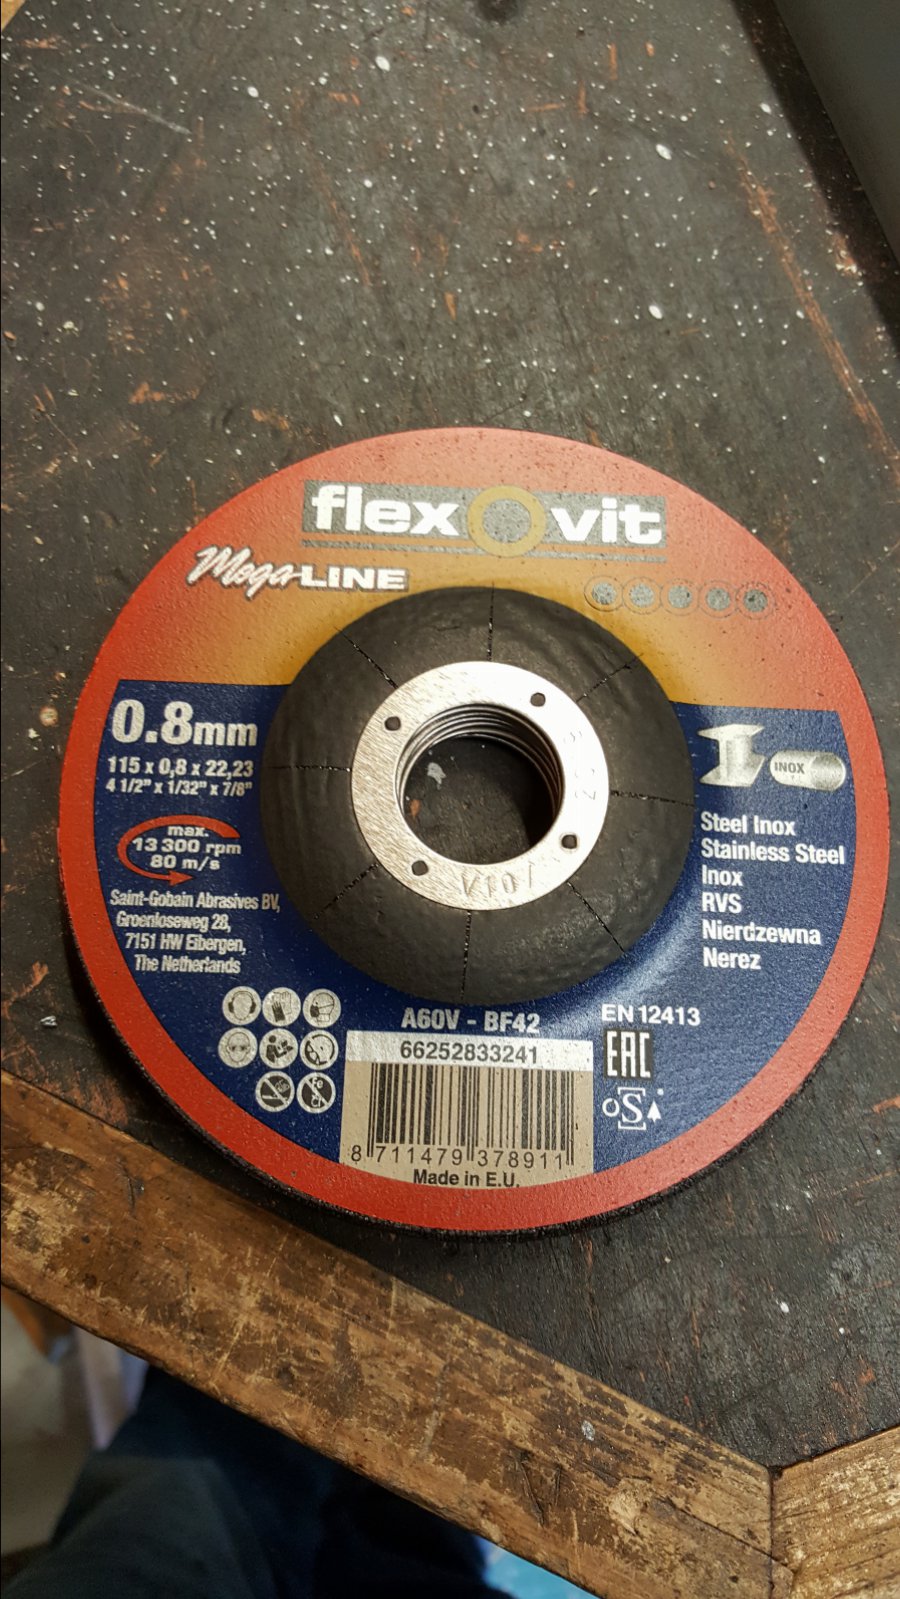 flexovit
Mega-LINE
0.8mm
115 x 0,8 x 22,23
4 1/2" x 1/32" x 7/8"
max.
13 300 rpm
80 m/s
Saint-Gobain Abrasives BV,
Groenloseweg 28,
7151 HW Eibergen,
The Netherlands
INOX
Steel Inox
Stainless Steel
Inox
RVS
Nierdzewna
Nerez
A60V - BF42
66252833241
8 711479 378911
Made in E.U.
EN 12413
EAC
oSa